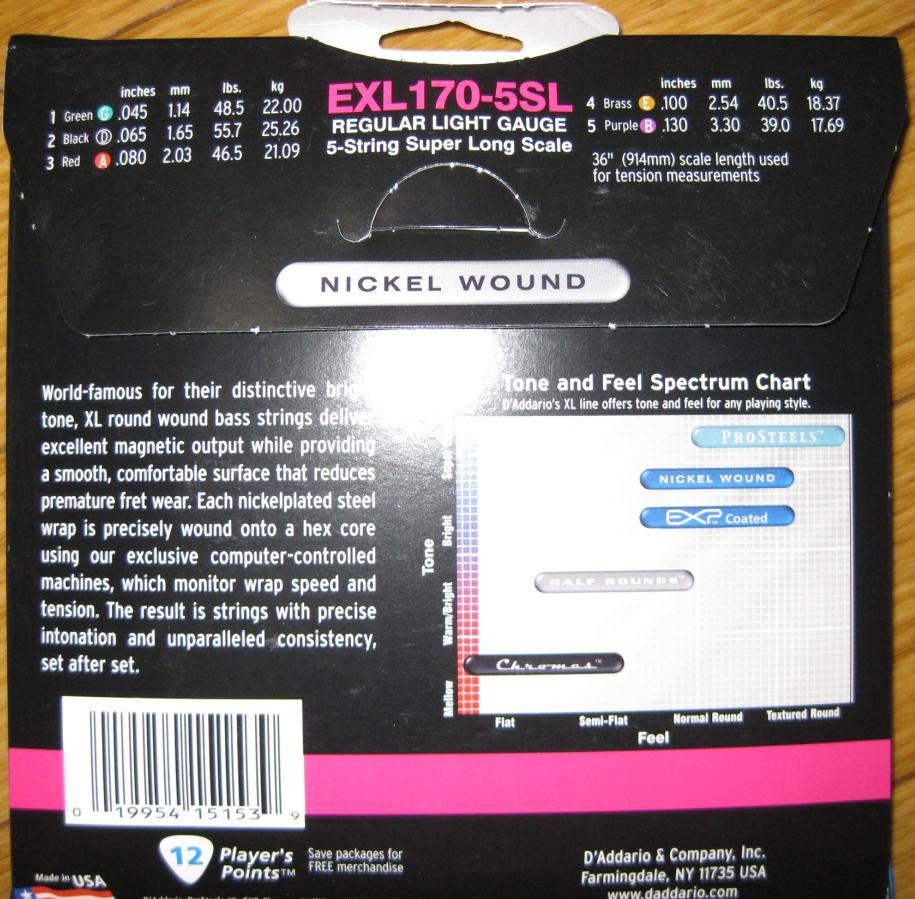 inches mm lbs. kg
1 Green G .045 1.14 48.5 22.00
2 Black D .065 1.65 55.7 25.26
3 Red A .080 2.03 46.5 21.09
EXL170-5SL
REGULAR LIGHT GAUGE
5-String Super Long Scale
inches mm lbs. kg
4 Brass E .100 2.54 40.5 18.37
5 Purple B .130 3.30 39.0 17.69
36" (914mm) scale length used
for tension measurements
NICKEL WOUND
World-famous for their distinctive bright
tone, XL round wound bass strings deliver
excellent magnetic output while providing
a smooth, comfortable surface that reduces
premature fret wear. Each nickelplated steel
wrap is precisely wound onto a hex core
using our exclusive computer-controlled
machines, which monitor wrap speed and
tension. The result is strings with precise
intonation and unparalleled consistency,
set after set.
Tone and Feel Spectrum Chart
D'Addario's XL line offers tone and feel for any playing style.
PROSTEELS™
NICKEL WOUND
EXP™ Coated
HALF ROUNDS™
Chromes™
Tone
Bright
Warm/Bright
Mellow
Flat Semi-Flat Normal Round Textured Round
Feel
0 19954 15153 9
12 Player's Points™
Save packages for
FREE merchandise
Made in USA
D'Addario & Company, Inc.
Farmingdale, NY 11735 USA
www.daddario.com